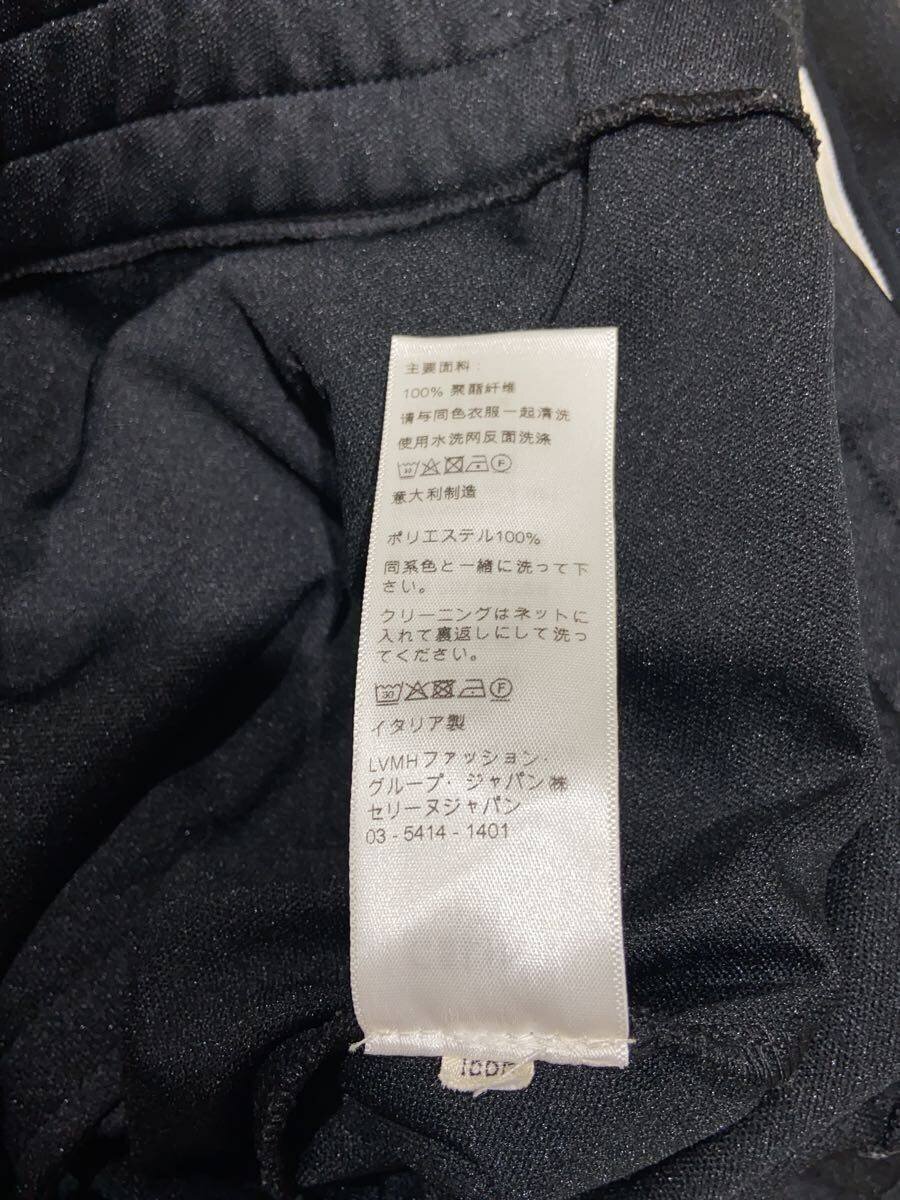 主要面料：
100% 聚酯纤维
请与同色衣服一起清洗
使用水洗网反面洗涤
意大利制造
ポリエステル100%
同系色と一緒に洗って下
さい。
クリーニングはネットに
入れて裏返しにして洗っ
てください。
30
イタリア製
LVMHファッション・
グループ・ジャパン㈱
セリーヌジャパン
03 - 5414 - 1401